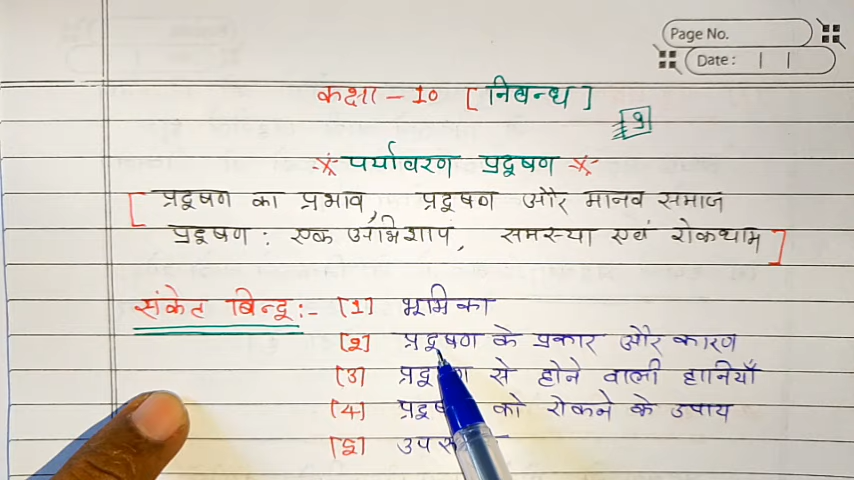 Page No.
Date: | |
कक्षा - 10 [निबन्ध]
9
पर्यावरण प्रदूषण
[प्रदूषण का प्रभाव, प्रदूषण और मानव समाज
प्रदूषण : एक अभिशाप, समस्या एवं रोकथाम]
संकेत बिन्दू :- [1] भूमिका
[2] प्रदूषण के प्रकार और कारण
[3] प्रदूषण से होने वाली हानियाँ
[4] को रोकने के उपाय
[5]